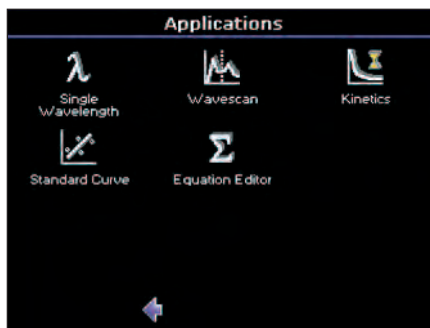 Applications
λ
Single
Wavelength
Wavescan
Kinetics
Standard Curve
Σ
Equation Editor